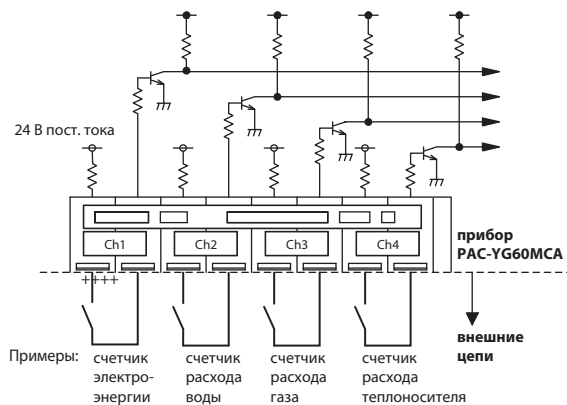 24 В пост. тока
Ch1 Ch2 Ch3 Ch4
прибор
PAC-YG60MCA
++++
внешние
цепи
Примеры: счетчик счетчик счетчик счетчик
электро- расхода расхода расхода
энергии воды газа теплоносителя